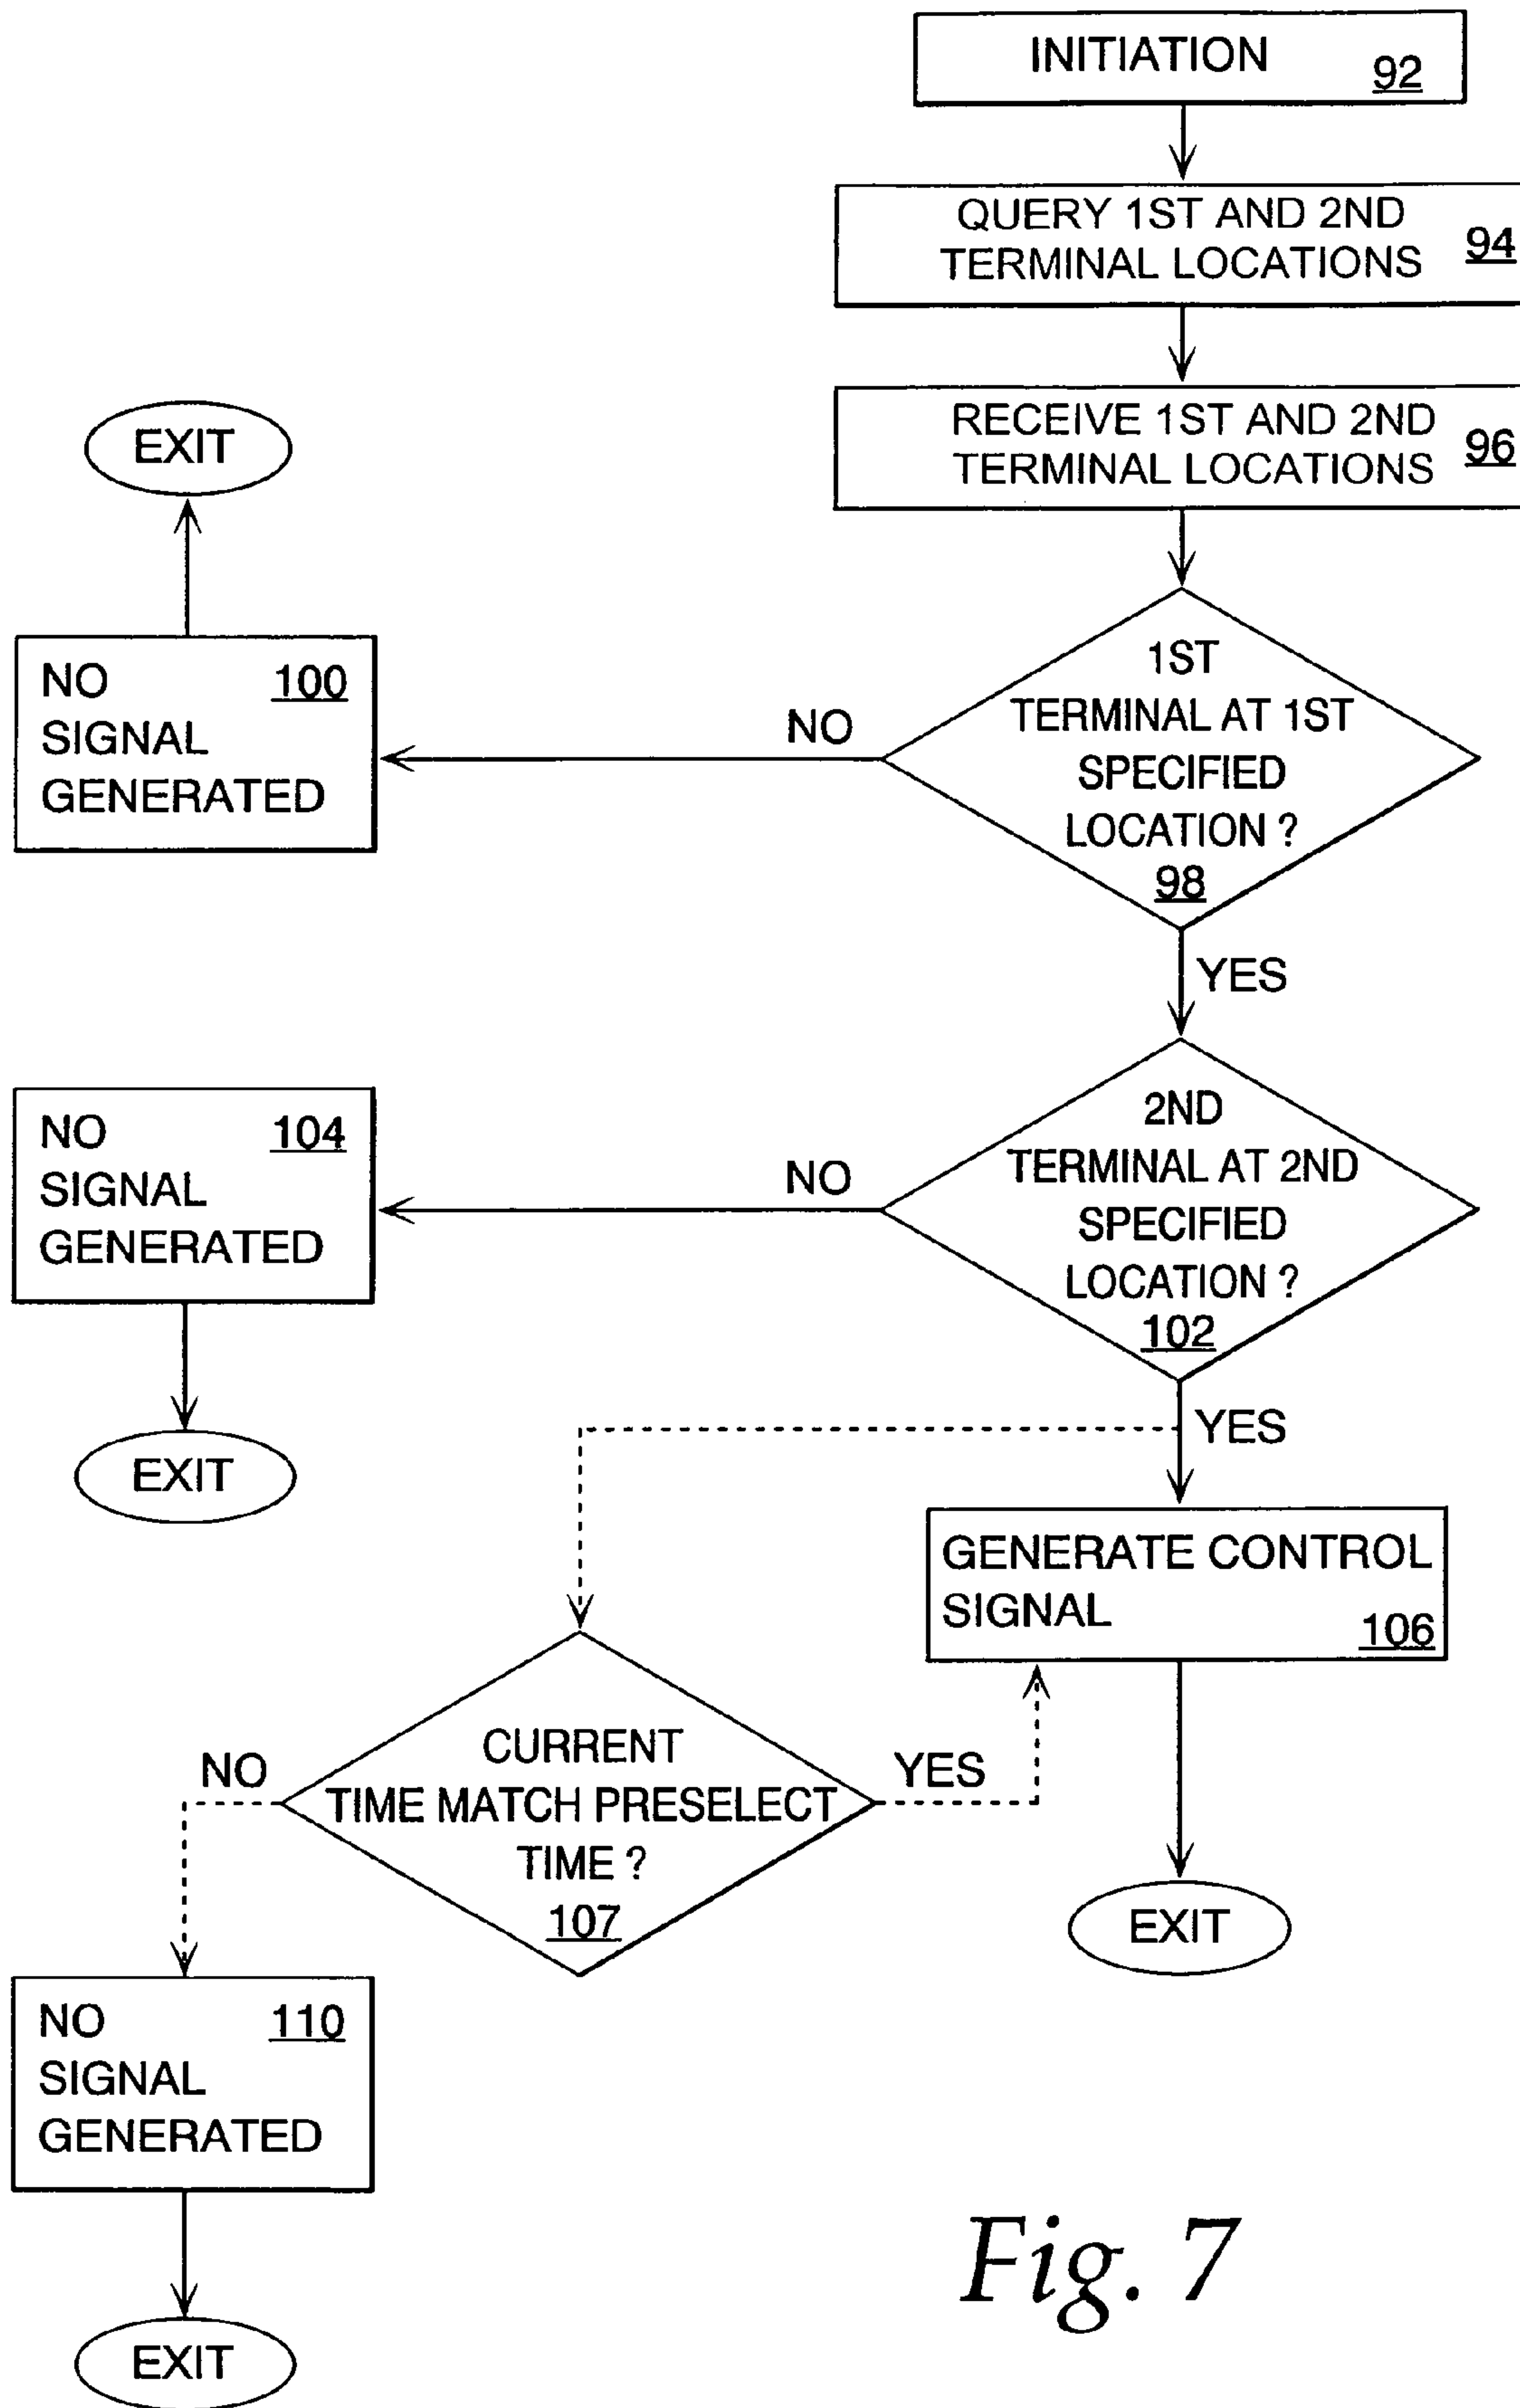 INITIATION 92
QUERY 1ST AND 2ND
TERMINAL LOCATIONS 94
RECEIVE 1ST AND 2ND
TERMINAL LOCATIONS 96
EXIT
1ST
TERMINAL AT 1ST
SPECIFIED
LOCATION ?
98
NO
NO 100
SIGNAL
GENERATED
YES
2ND
TERMINAL AT 2ND
SPECIFIED
LOCATION ?
102
NO
NO 104
SIGNAL
GENERATED
EXIT
YES
GENERATE CONTROL
SIGNAL
106
CURRENT
TIME MATCH PRESELECT
TIME ?
107
NO
YES
EXIT
NO 110
SIGNAL
GENERATED
EXIT
Fig. 7